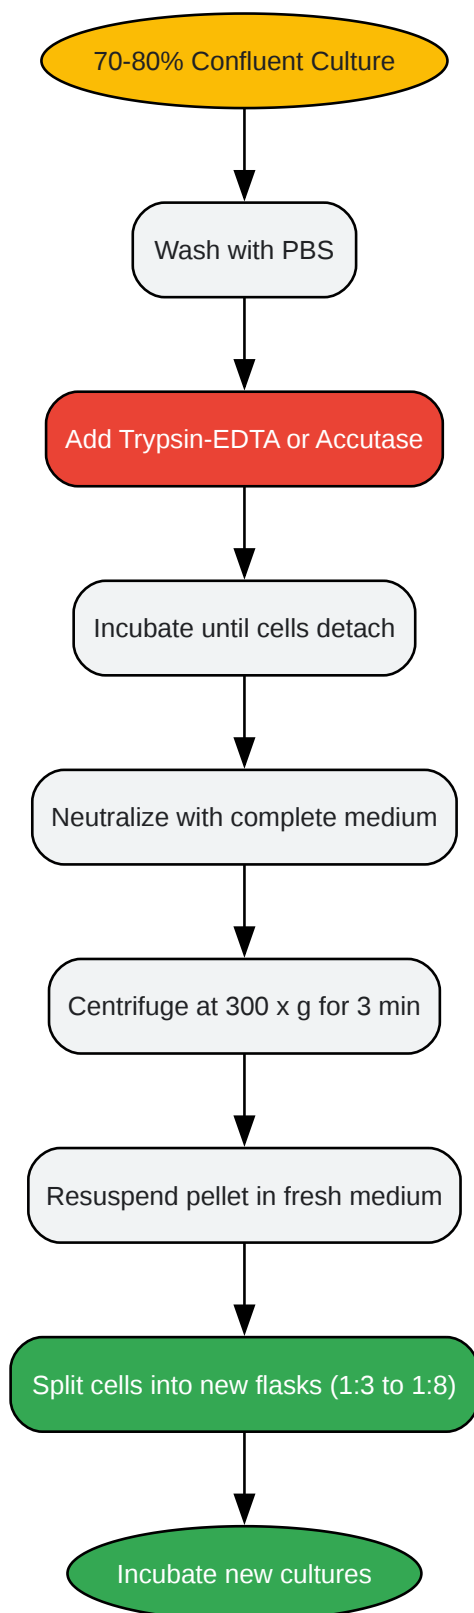 70-80% Confluent Culture
Wash with PBS
Add Trypsin-EDTA or Accutase
Incubate until cells detach
Neutralize with complete medium
Centrifuge at 300 x g for 3 min
Resuspend pellet in fresh medium
Split cells into new flasks (1:3 to 1:8)
Incubate new cultures